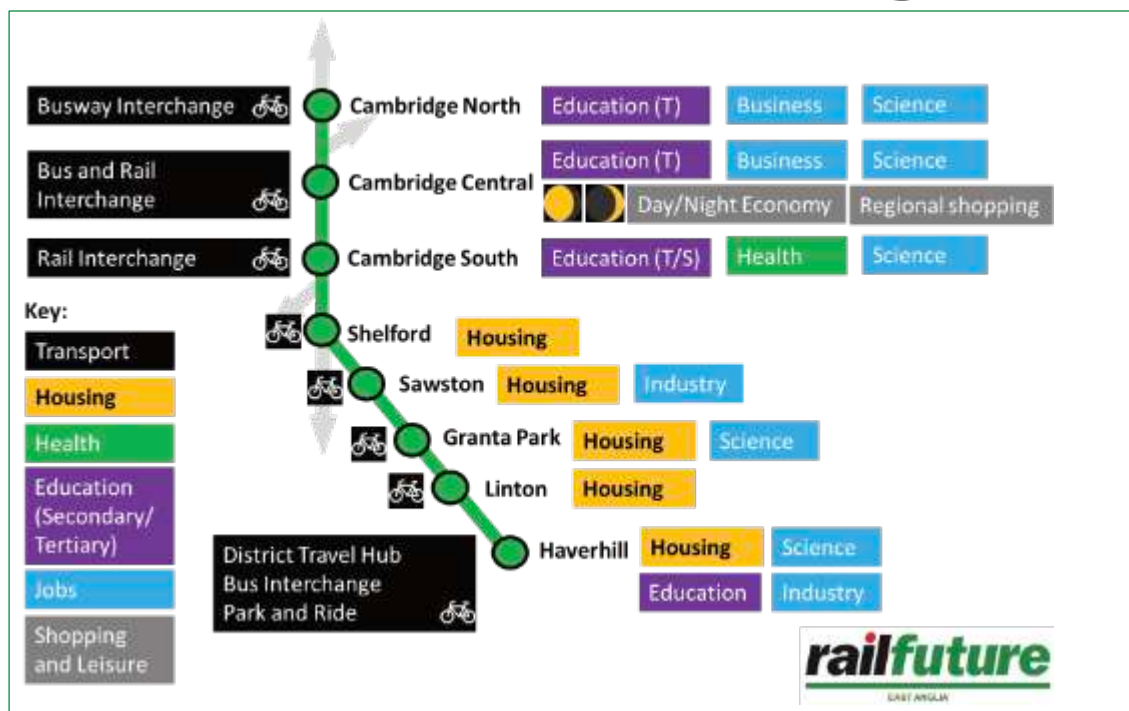 Busway Interchange
Cambridge North
Education (T)
Business
Science
Bus and Rail
Interchange
Cambridge Central
Education (T)
Business
Science
Day/Night Economy
Regional shopping
Rail Interchange
Cambridge South
Education (T/S)
Health
Science
Key:
Transport
Housing
Health
Education
(Secondary/
Tertiary)
Jobs
Shopping
and Leisure
Shelford
Housing
Sawston
Housing
Industry
Granta Park
Housing
Science
Linton
Housing
District Travel Hub
Bus Interchange
Park and Ride
Haverhill
Housing
Science
Education
Industry
railfuture
EAST ANGLIA